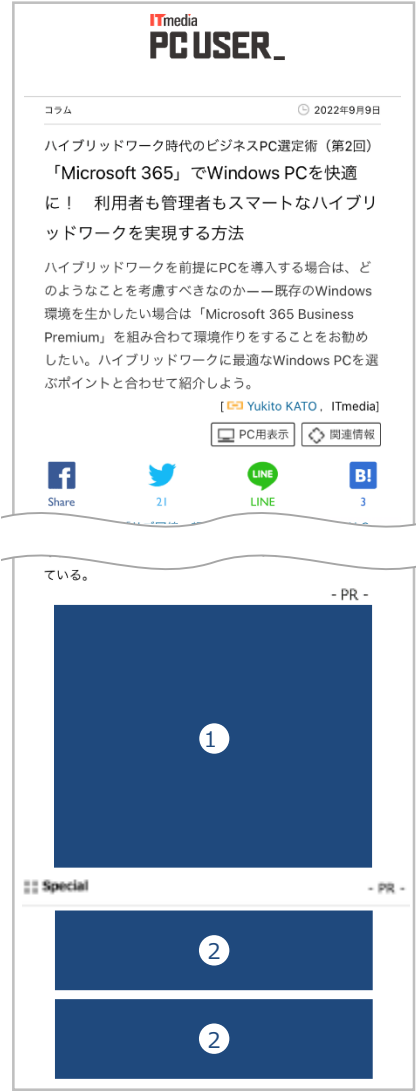 ITmedia
PC USER_
コラム
2022年9月9日
ハイブリッドワーク時代のビジネスPC選定術（第2回）
「Microsoft 365」でWindows PCを快適
に！　利用者も管理者もスマートなハイブリ
ッドワークを実現する方法
ハイブリッドワークを前提にPCを導入する場合は、ど
のようなことを考慮すべきなのか――既存のWindows
環境を生かしたい場合は「Microsoft 365 Business
Premium」を組み合わて環境作りをすることをお勧め
したい。ハイブリッドワークに最適なWindows PCを選
ぶポイントと合わせて紹介しよう。
[ Yukito KATO，ITmedia]
PC用表示 関連情報
f LINE B!
Share 21 LINE 3
ている。
- PR -
1
Special - PR -
2
2